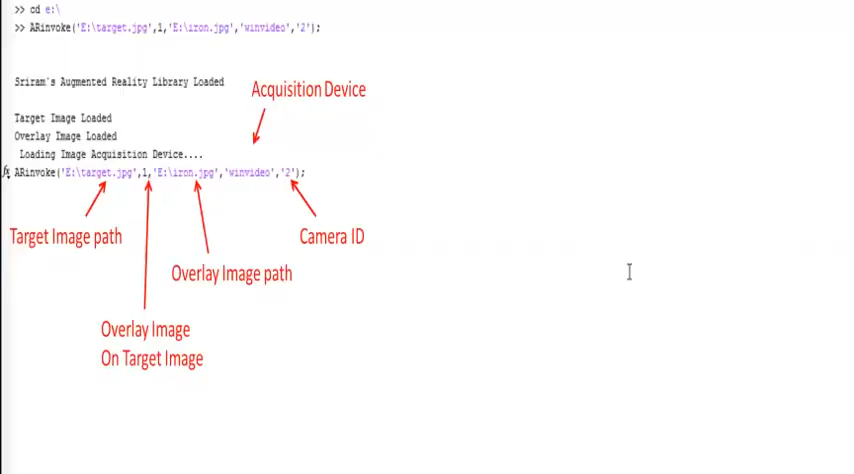 >> cd e:\
>> ARinvoke('E:\target.jpg',1,'E:\iron.jpg','winvideo','2');
Sriram's Augmented Reality Library Loaded
Acquisition Device
Target Image Loaded
Overlay Image Loaded
Loading Image Acquisition Device....
fx ARinvoke('E:\target.jpg',1,'E:\iron.jpg','winvideo','2');
Target Image path
Camera ID
Overlay Image path
Overlay Image
On Target Image